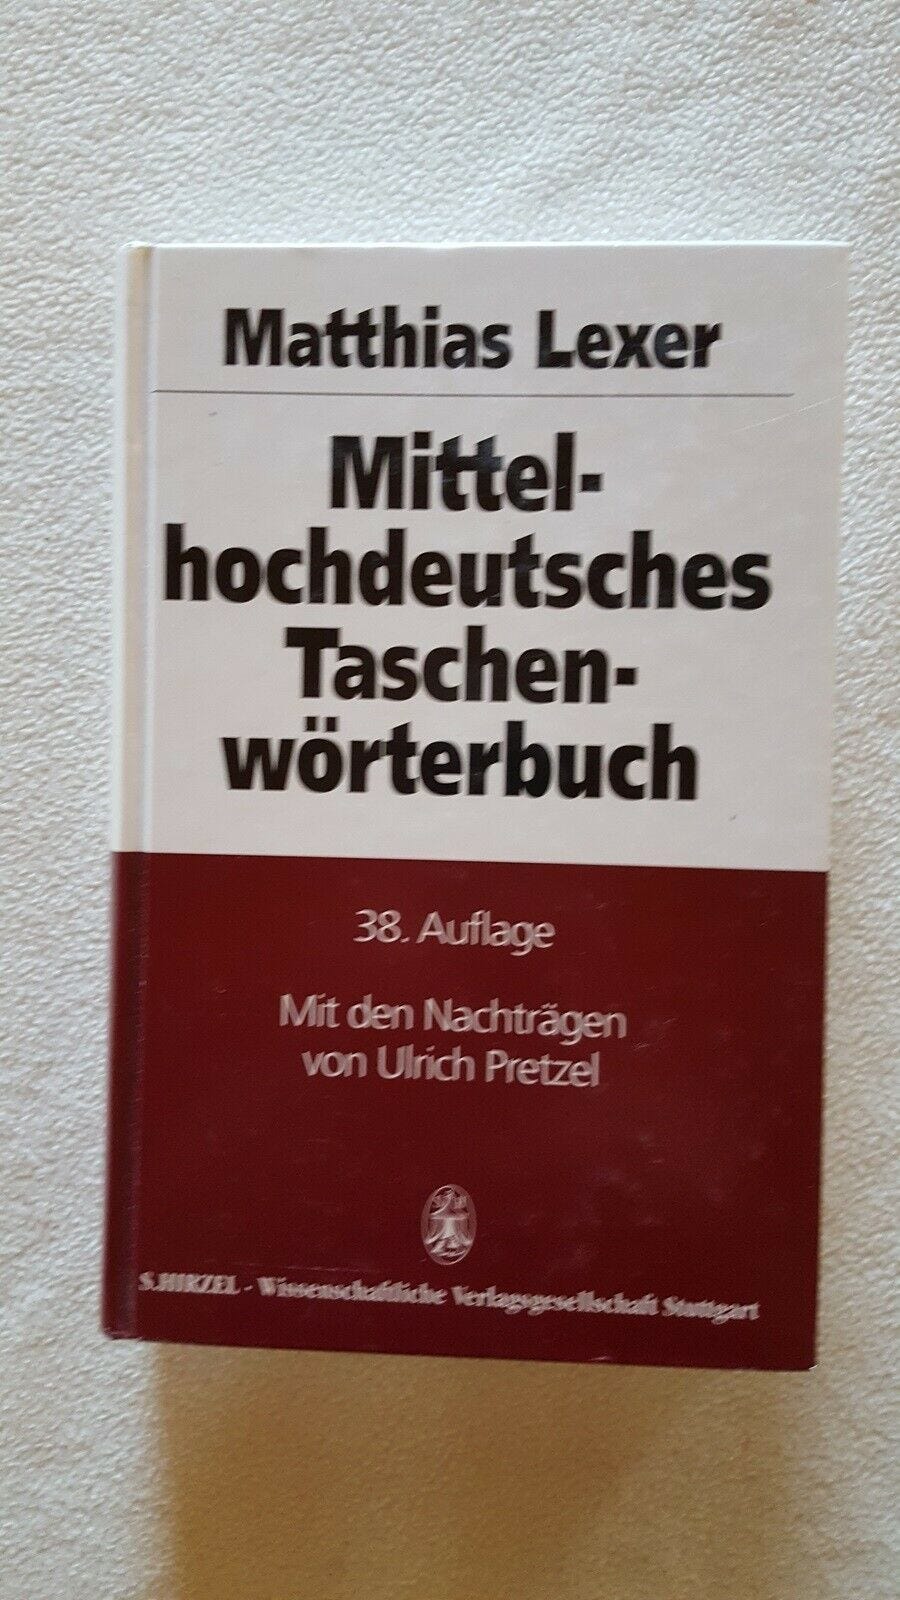 Matthias Lexer
Mittel-
hochdeutsches
Taschen-
wörterbuch
38. Auflage
Mit den Nachträgen
von Ulrich Pretzel
S. HIRZEL · Wissenschaftliche Verlagsgesellschaft Stuttgart